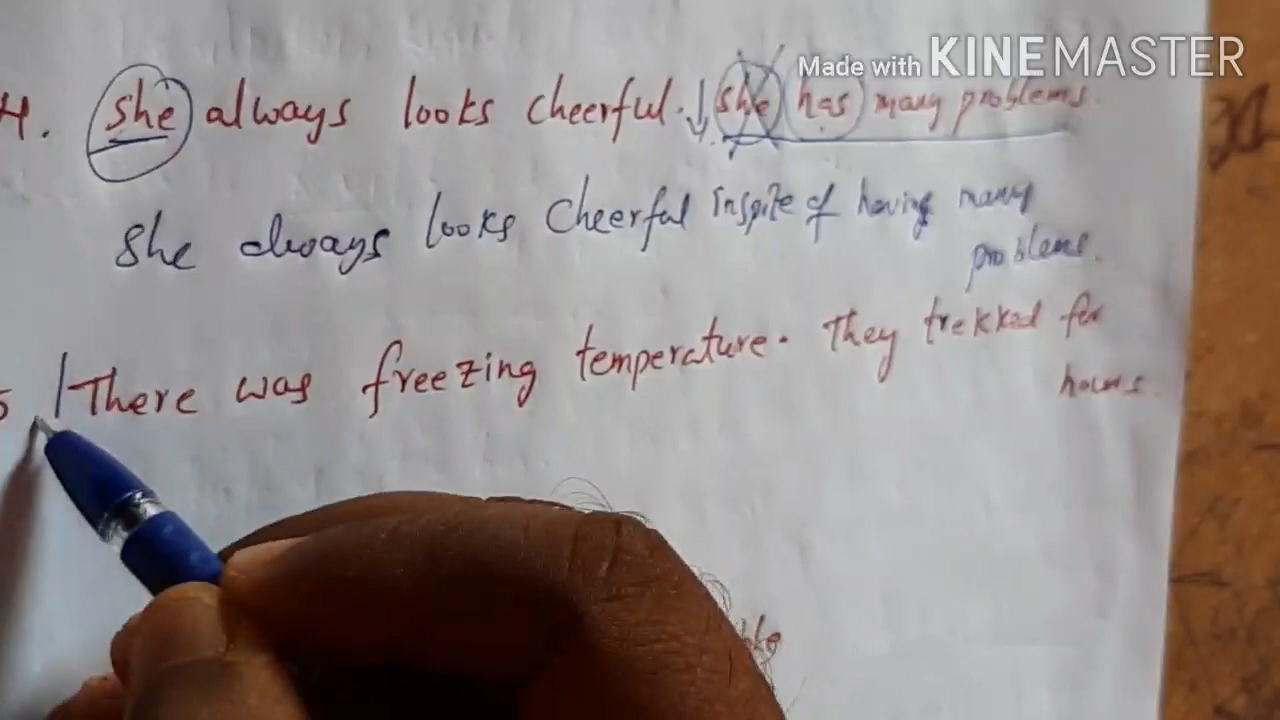 Made with KINEMASTER
4. She always looks cheerful. she has many problems.
She always looks cheerful inspite of having many
problems.
5 There was freezing temperature. They trekked for
hours.